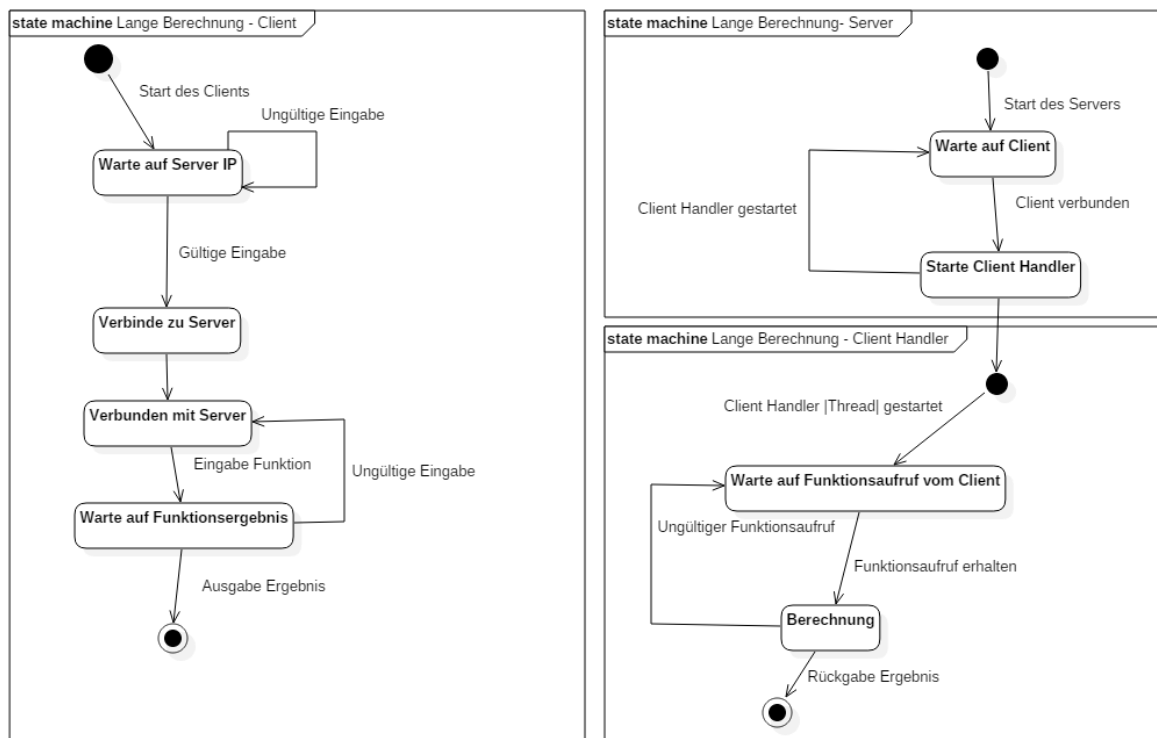 state machine Lange Berechnung - Client
Start des Clients
Ungültige Eingabe
Warte auf Server IP
Gültige Eingabe
Verbinde zu Server
Verbunden mit Server
Eingabe Funktion
Ungültige Eingabe
Warte auf Funktionsergebnis
Ausgabe Ergebnis
state machine Lange Berechnung- Server
Start des Servers
Warte auf Client
Client Handler gestartet
Client verbunden
Starte Client Handler
state machine Lange Berechnung - Client Handler
Client Handler |Thread| gestartet
Warte auf Funktionsaufruf vom Client
Ungültiger Funktionsaufruf
Funktionsaufruf erhalten
Berechnung
Rückgabe Ergebnis